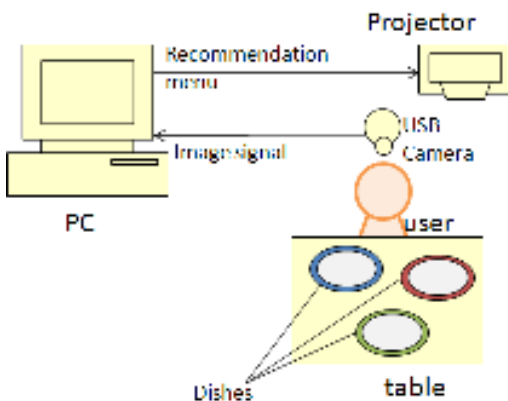 Projector
Recommendation
menu
USB
Camera
Image signal
PC
user
Dishes
table